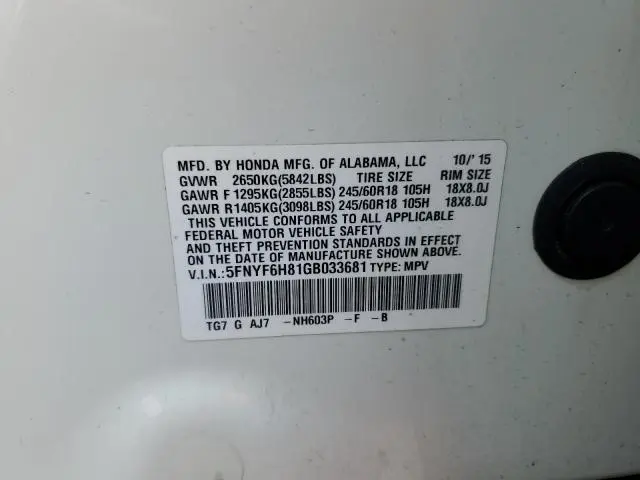 MFD. BY HONDA MFG. OF ALABAMA, LLC 10/'15
GVWR 2650KG(5842LBS) TIRE SIZE RIM SIZE
GAWR F 1295KG(2855LBS) 245/60R18 105H 18X8.0J
GAWR R1405KG(3098LBS) 245/60R18 105H 18X8.0J
THIS VEHICLE CONFORMS TO ALL APPLICABLE
FEDERAL MOTOR VEHICLE SAFETY
AND THEFT PREVENTION STANDARDS IN EFFECT
ON THE DATE OF MANUFACTURE SHOWN ABOVE.
V.I.N.:5FNYF6H81GB033681 TYPE: MPV
TG7 G AJ7 -NH603P -F -B